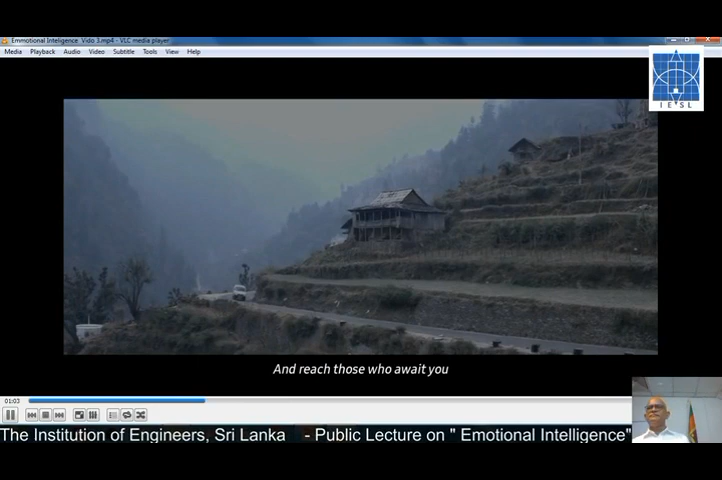 Emmotional Inteligence Vido 3.mp4 - VLC media player
Media Playback Audio Video Subtitle Tools View Help
IESL
And reach those who await you
01:03
The Institution of Engineers, Sri Lanka - Public Lecture on " Emotional Intelligence"